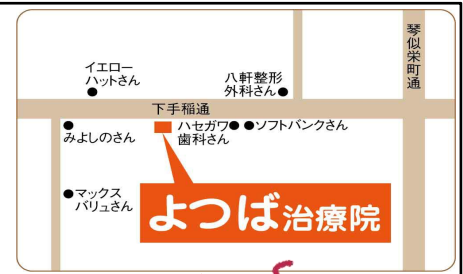 琴似栄町通
イエロー
ハットさん
八軒整形
外科さん
下手稲通
みよしのさん
ハセガワ
歯科さん
ソフトバンクさん
マックス
バリュさん
よつば治療院